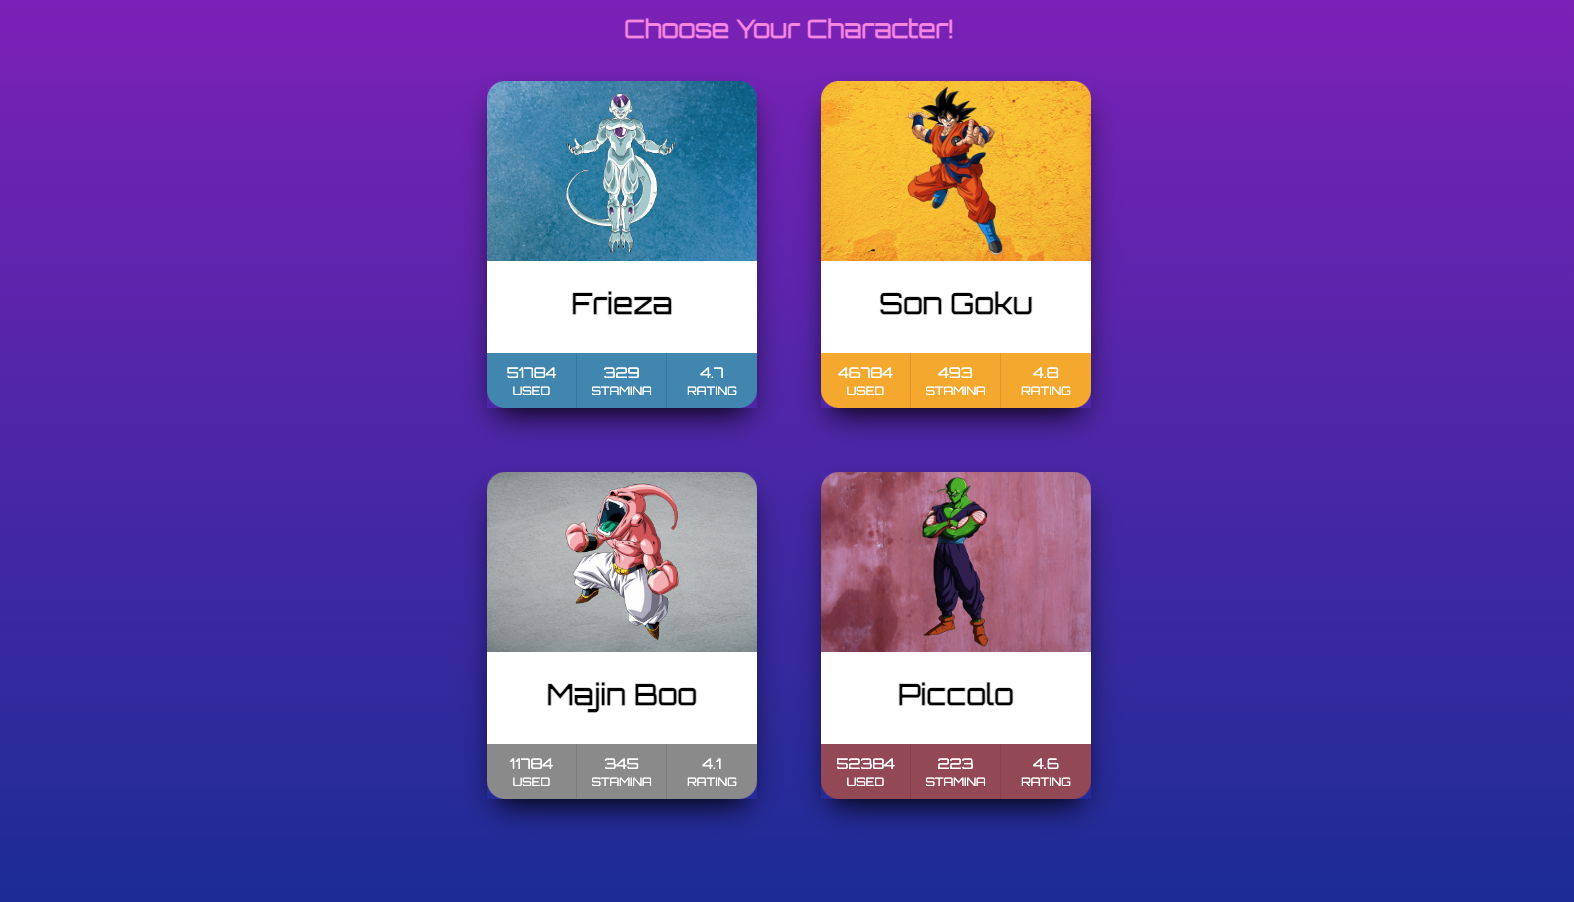 Choose Your Character!
Frieza
51784 329 4.7
USED STAMINA RATING
Son Goku
46784 493 4.8
USED STAMINA RATING
Majin Boo
11784 345 4.1
USED STAMINA RATING
Piccolo
52384 223 4.6
USED STAMINA RATING